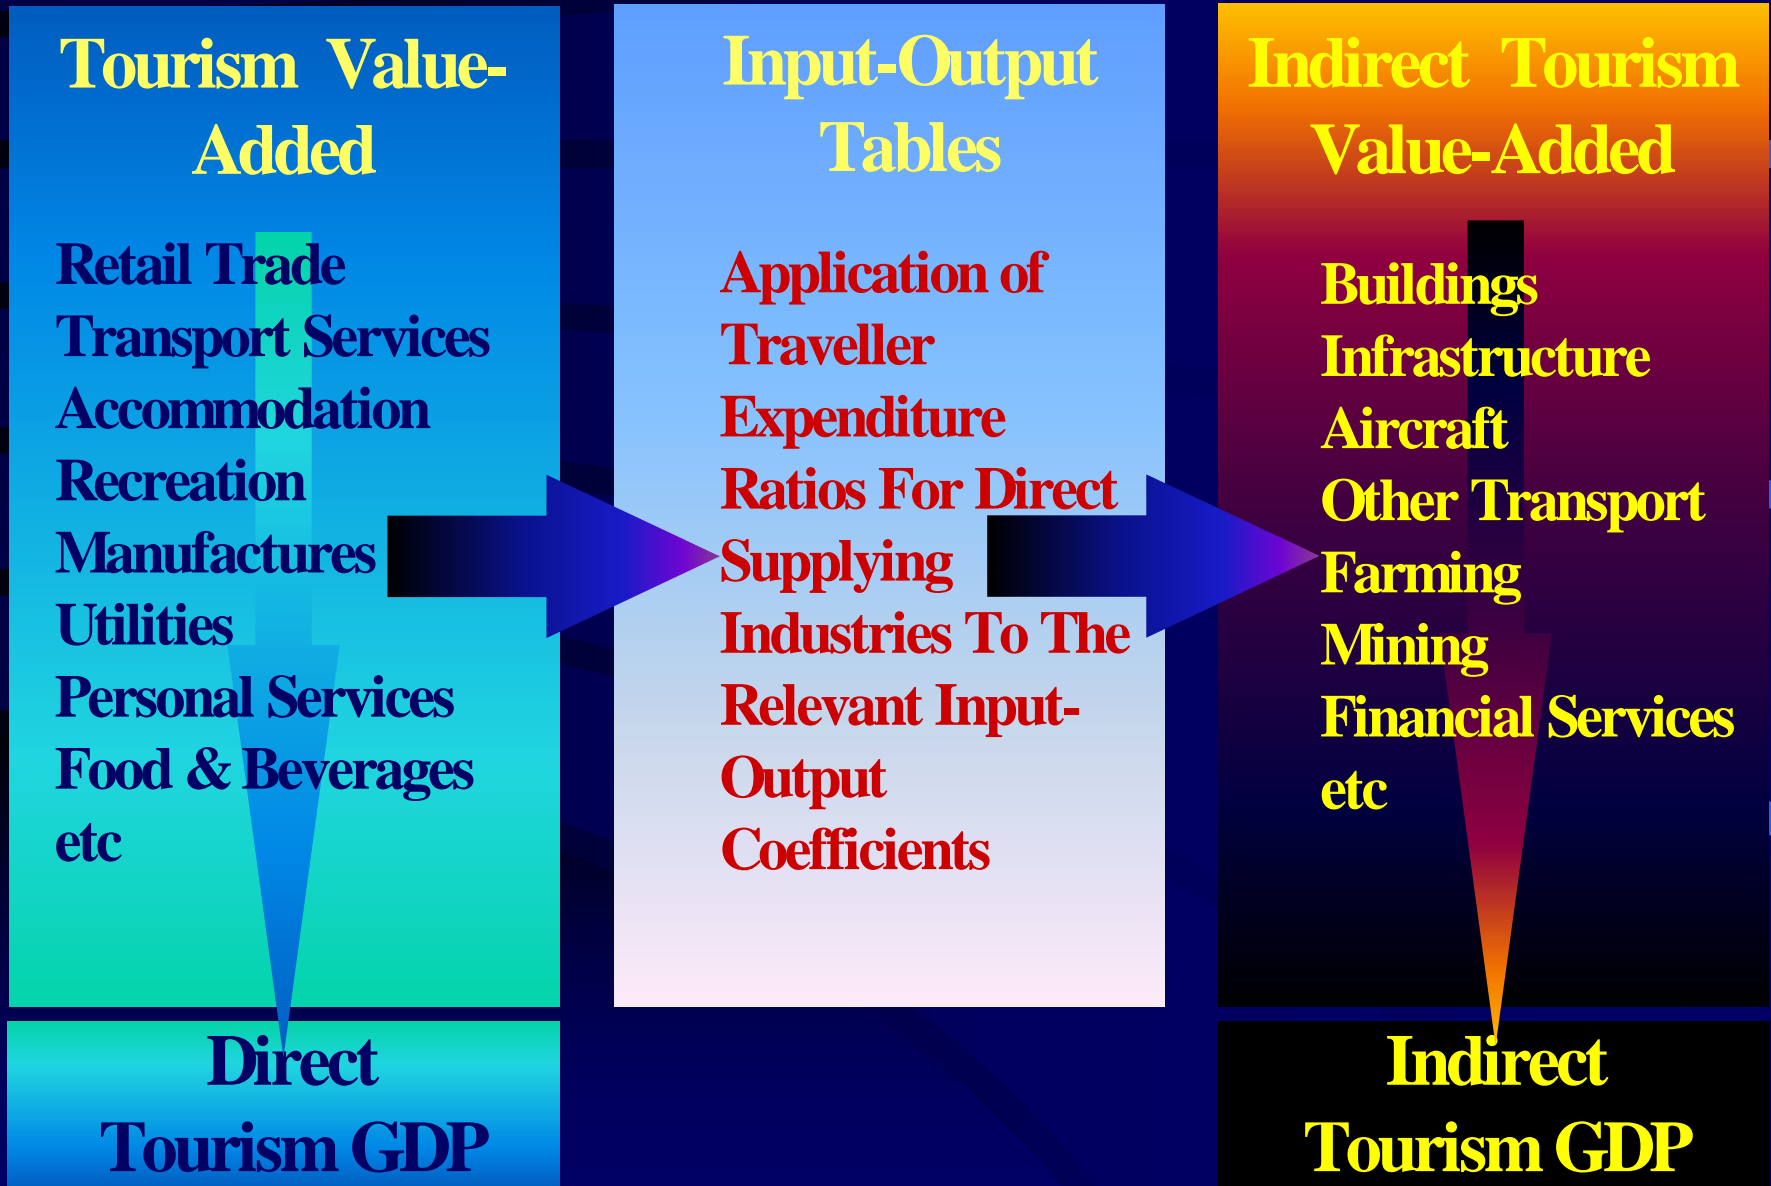 Tourism Value-
Added
Retail Trade
Transport Services
Accommodation
Recreation
Manufactures
Utilities
Personal Services
Food & Beverages
etc
Direct
Tourism GDP
Input-Output
Tables
Application of
Traveller
Expenditure
Ratios For Direct
Supplying
Industries To The
Relevant Input-
Output
Coefficients
Indirect Tourism
Value-Added
Buildings
Infrastructure
Aircraft
Other Transport
Farming
Mining
Financial Services
etc
Indirect
Tourism GDP